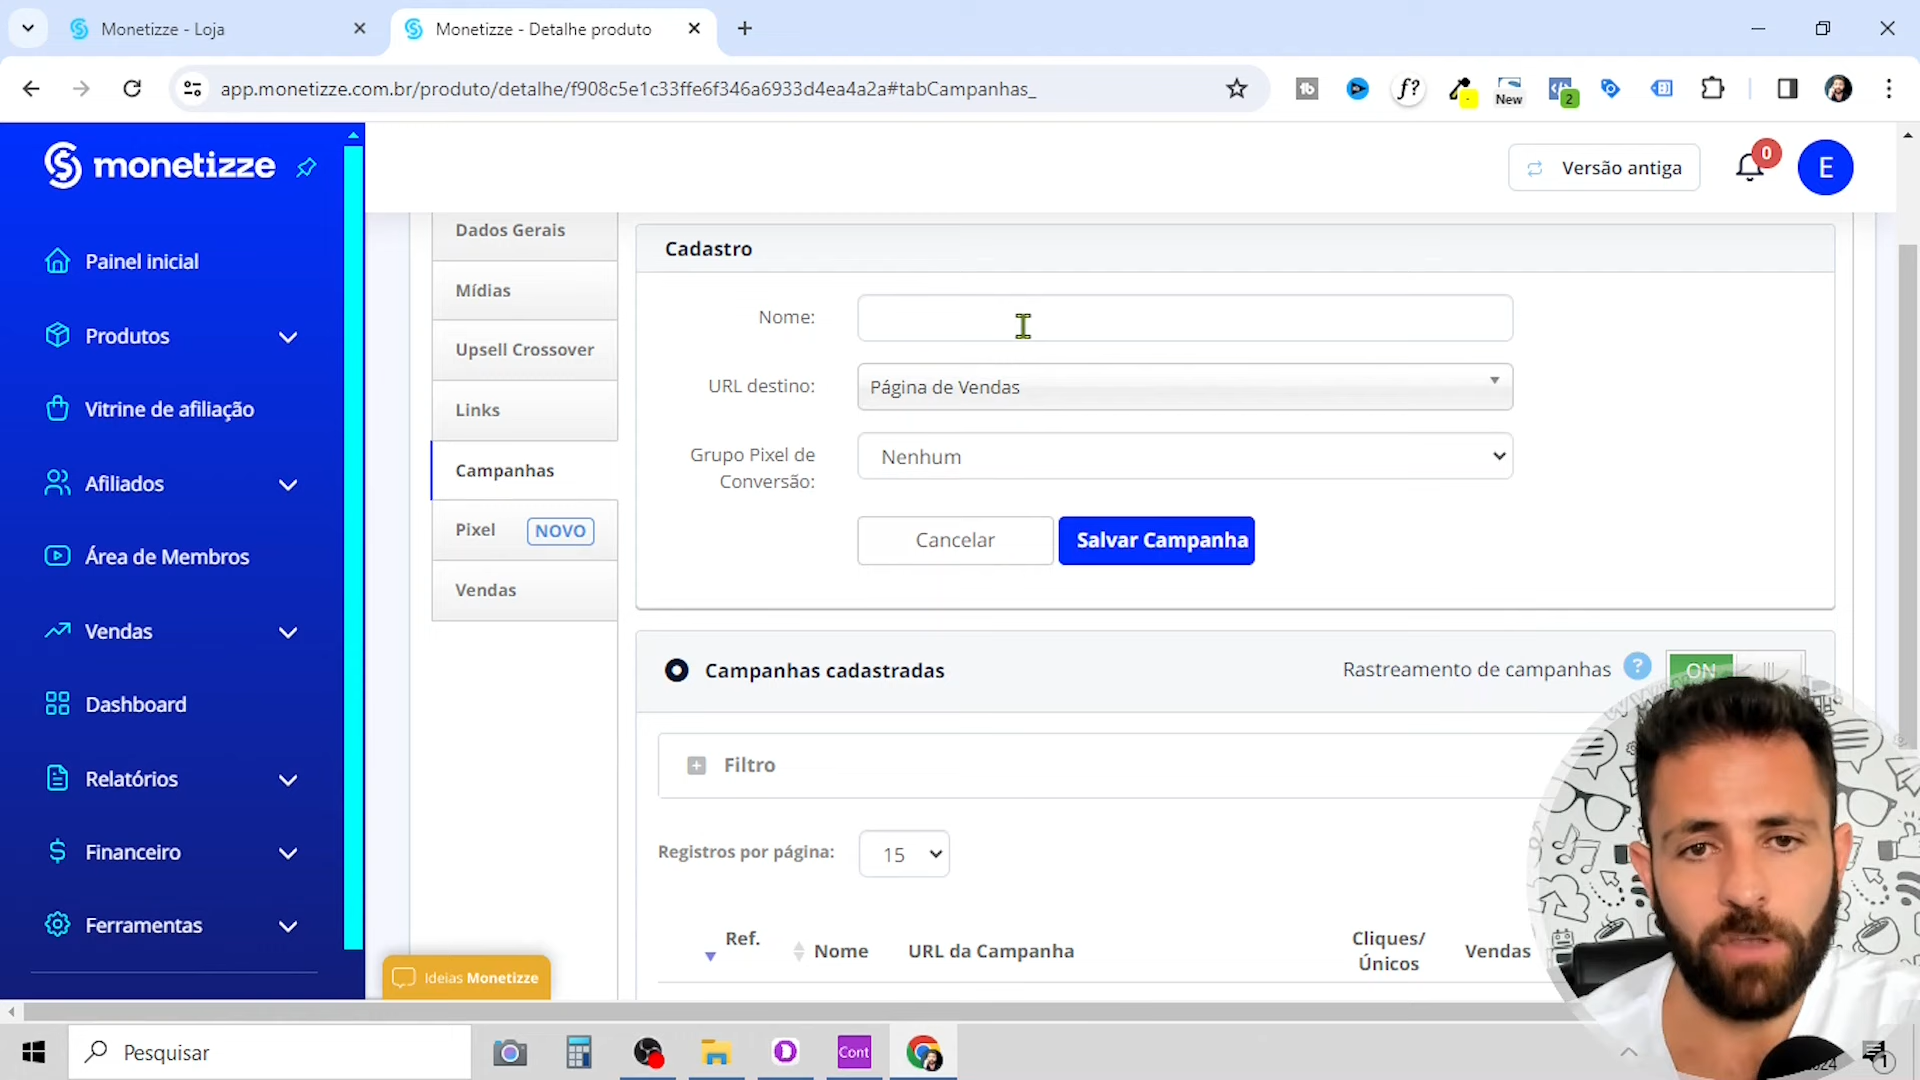 Monetizze - Loja
Monetizze - Detalhe produto
app.monetizze.com.br/produto/detalhe/f908c5e1c33ffe6f346a6933d4ea4a2a#tabCampanhas_
f?
New
2
monetizze
Versão antiga
0
E
Painel inicial
Produtos
Vitrine de afiliação
Afiliados
Área de Membros
Vendas
Dashboard
Relatórios
Financeiro
Ferramentas
Dados Gerais
Mídias
Upsell Crossover
Links
Campanhas
Pixel NOVO
Vendas
Cadastro
Nome:
URL destino: Página de Vendas
Grupo Pixel de Conversão: Nenhum
Cancelar
Salvar Campanha
Campanhas cadastradas
Rastreamento de campanhas ? ON
Filtro
Registros por página: 15
Ref.
Nome
URL da Campanha
Cliques/
Únicos
Vendas
Ideias Monetizze
Pesquisar
Cont
1